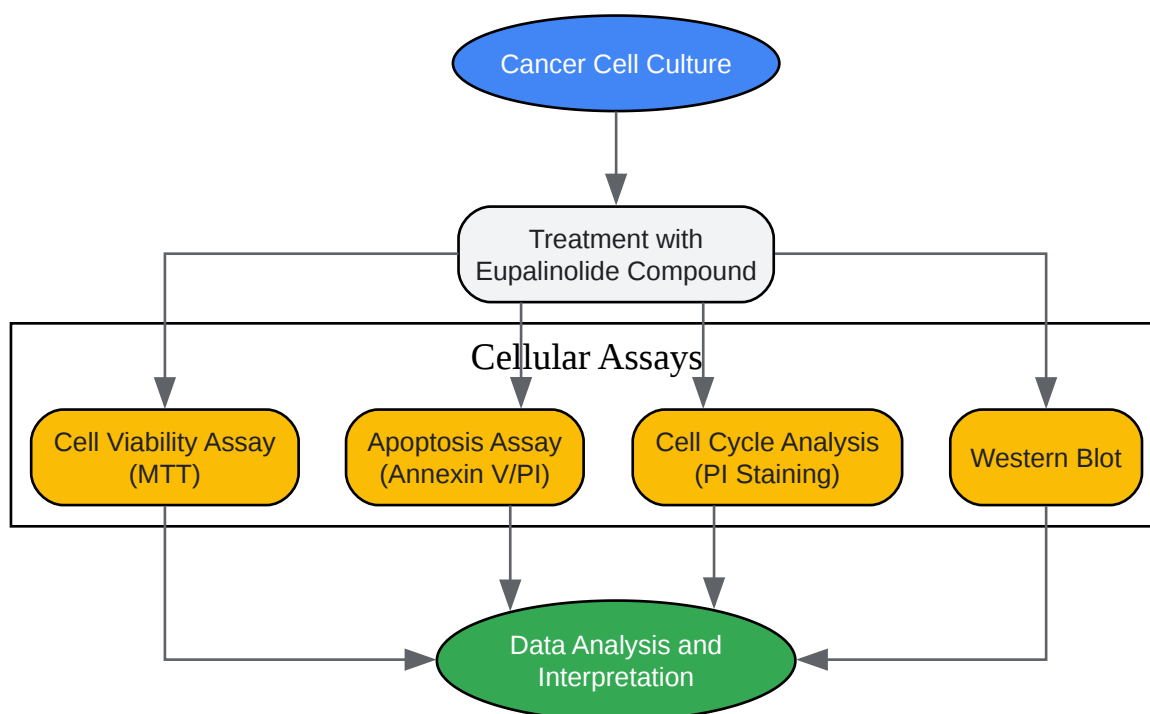 Cancer Cell Culture
Treatment with
Eupalinolide Compound
Cellular Assays
Cell Viability Assay
(MTT)
Apoptosis Assay
(Annexin V/PI)
Cell Cycle Analysis
(PI Staining)
Western Blot
Data Analysis and
Interpretation